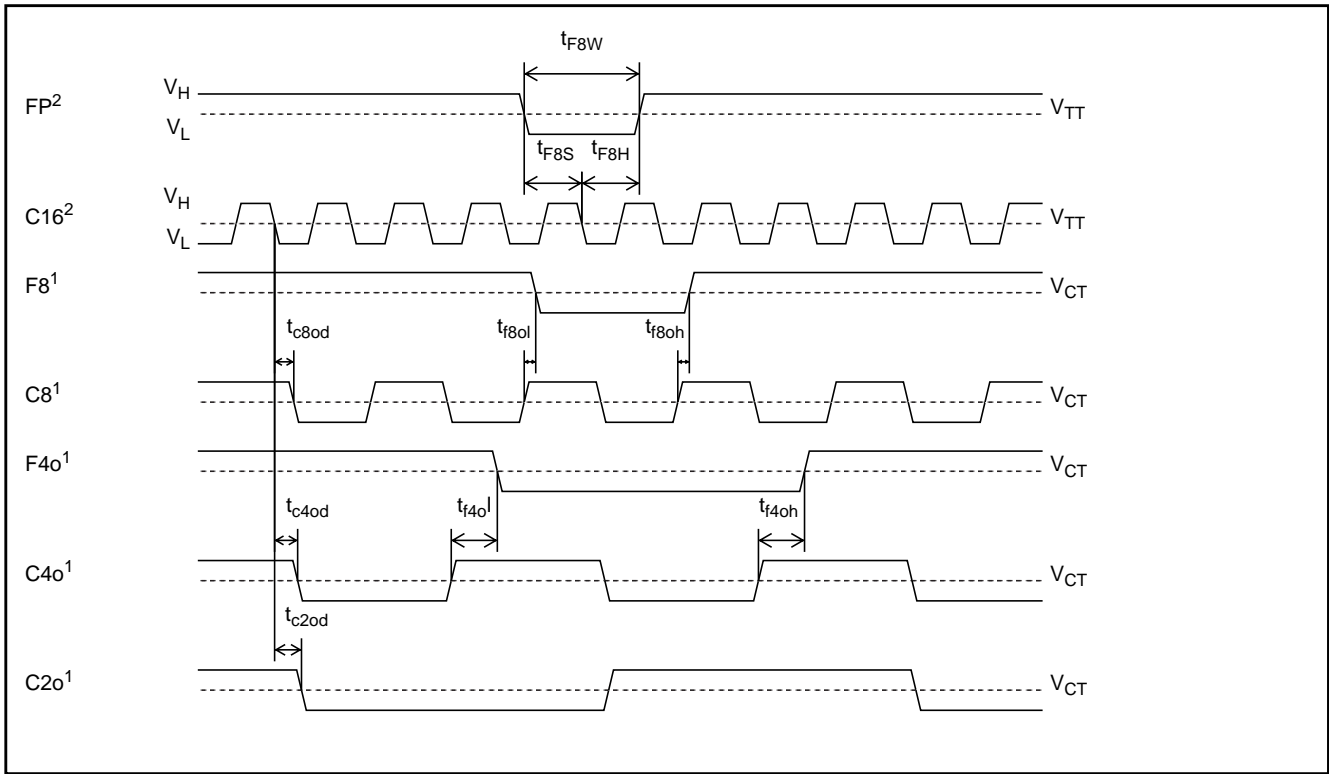 tF8W
VH
FP2
VTT
VL
tF8S tF8H
VH
C162
VTT
VL
F81
VCT
tc8od
tf8ol
tf8oh
C81
VCT
F4o1
VCT
tc4od
tf4ol
tf4oh
C4o1
VCT
tc2od
C2o1
VCT